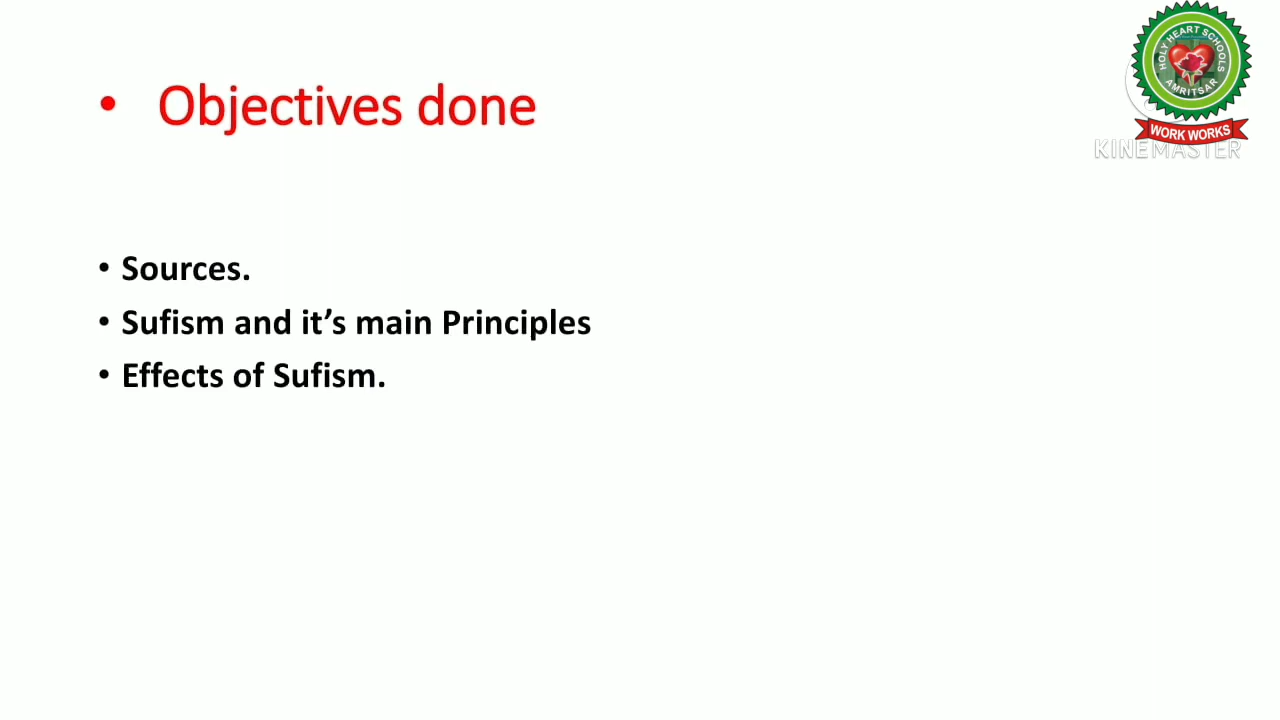 HOLY HEART SCHOOLS
AMRITSAR
WORK WORKS
KINEMASTER
• Objectives done
• Sources.
• Sufism and it’s main Principles
• Effects of Sufism.